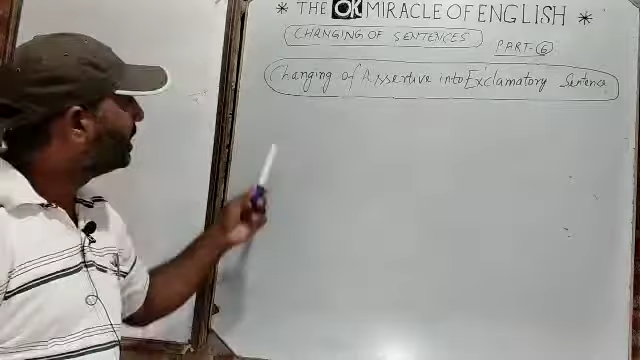 * THE OK MIRACLE OF ENGLISH *
CHANGING OF SENTENCES
PART-6
Changing of Assertive into Exclamatory Sentence